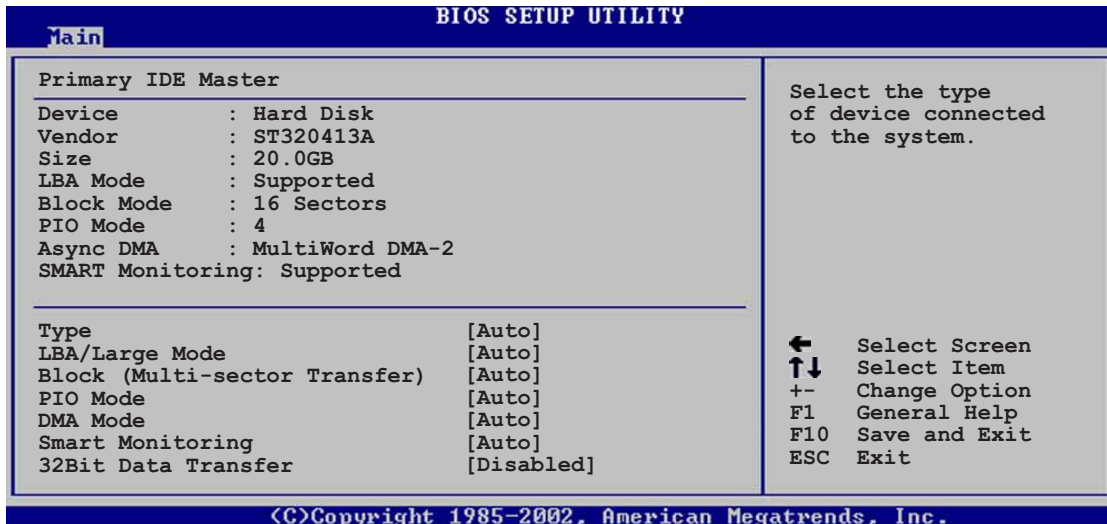 BIOS SETUP UTILITY
Main
Primary IDE Master
Device : Hard Disk
Vendor : ST320413A
Size : 20.0GB
LBA Mode : Supported
Block Mode : 16 Sectors
PIO Mode : 4
Async DMA : MultiWord DMA-2
SMART Monitoring: Supported
Type [Auto]
LBA/Large Mode [Auto]
Block (Multi-sector Transfer) [Auto]
PIO Mode [Auto]
DMA Mode [Auto]
Smart Monitoring [Auto]
32Bit Data Transfer [Disabled]
Select the type
of device connected
to the system.
← Select Screen
↑↓ Select Item
+- Change Option
F1 General Help
F10 Save and Exit
ESC Exit
(C)Copyright 1985-2002, American Megatrends, Inc.